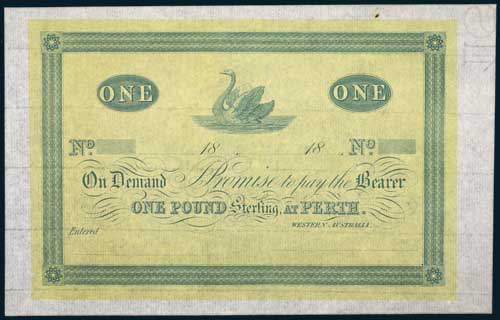 ONE ONE
No. 18 . 18 . No.
On Demand I Promise to pay the Bearer
ONE POUND Sterling, AT PERTH.
WESTERN AUSTRALIA
Entered